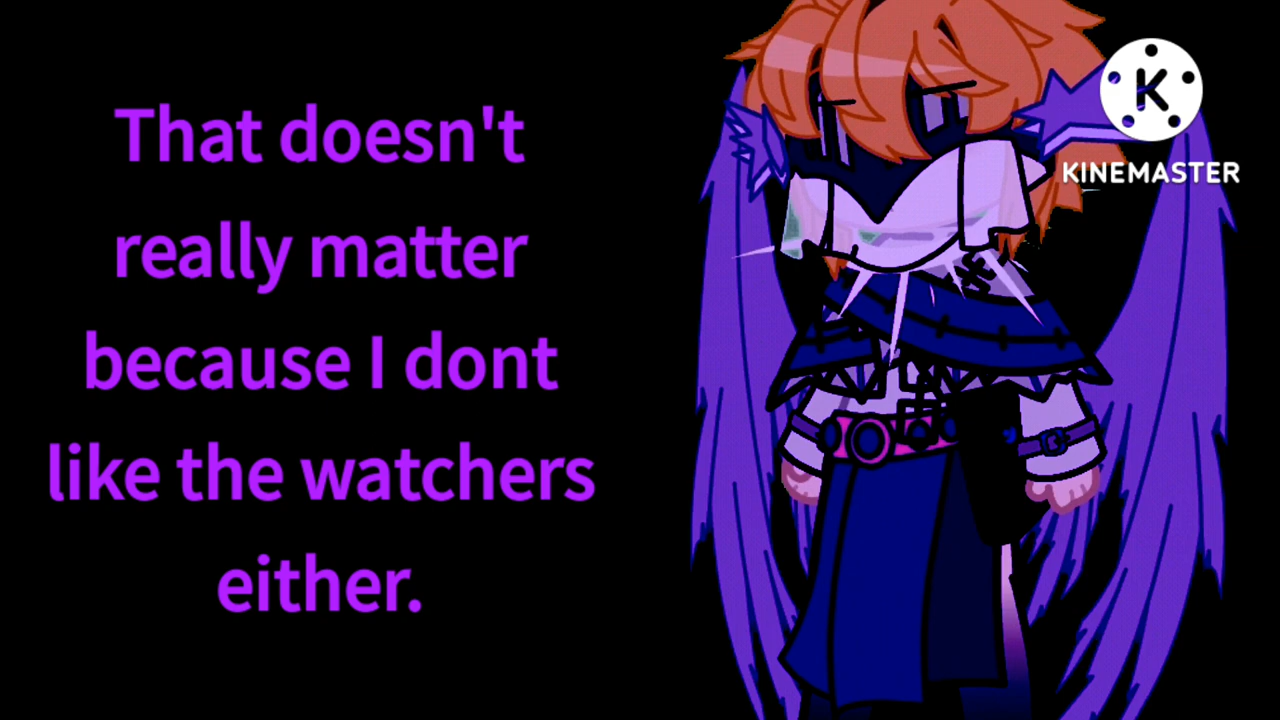 That doesn't
really matter
because I dont
like the watchers
either.
K
KINEMASTER